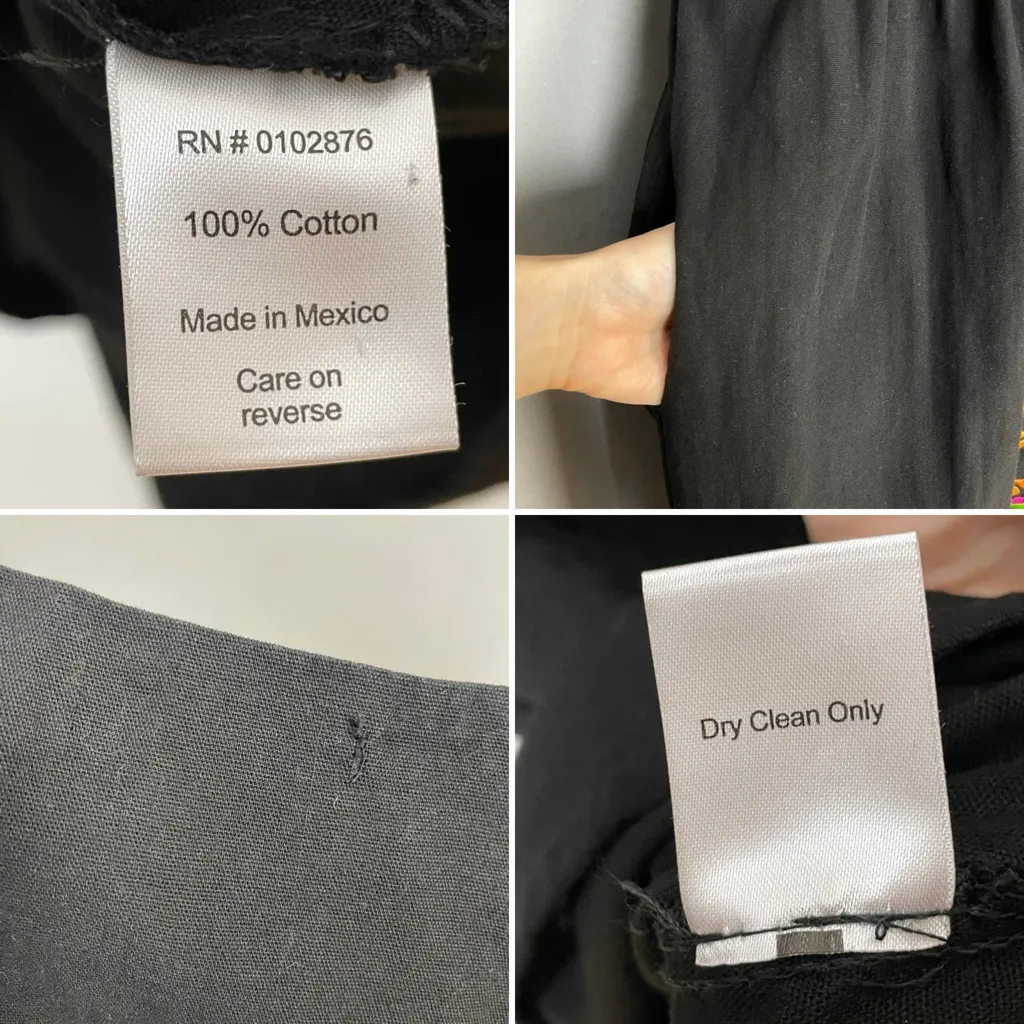 RN # 0102876
100% Cotton
Made in Mexico
Care on
reverse
Dry Clean Only